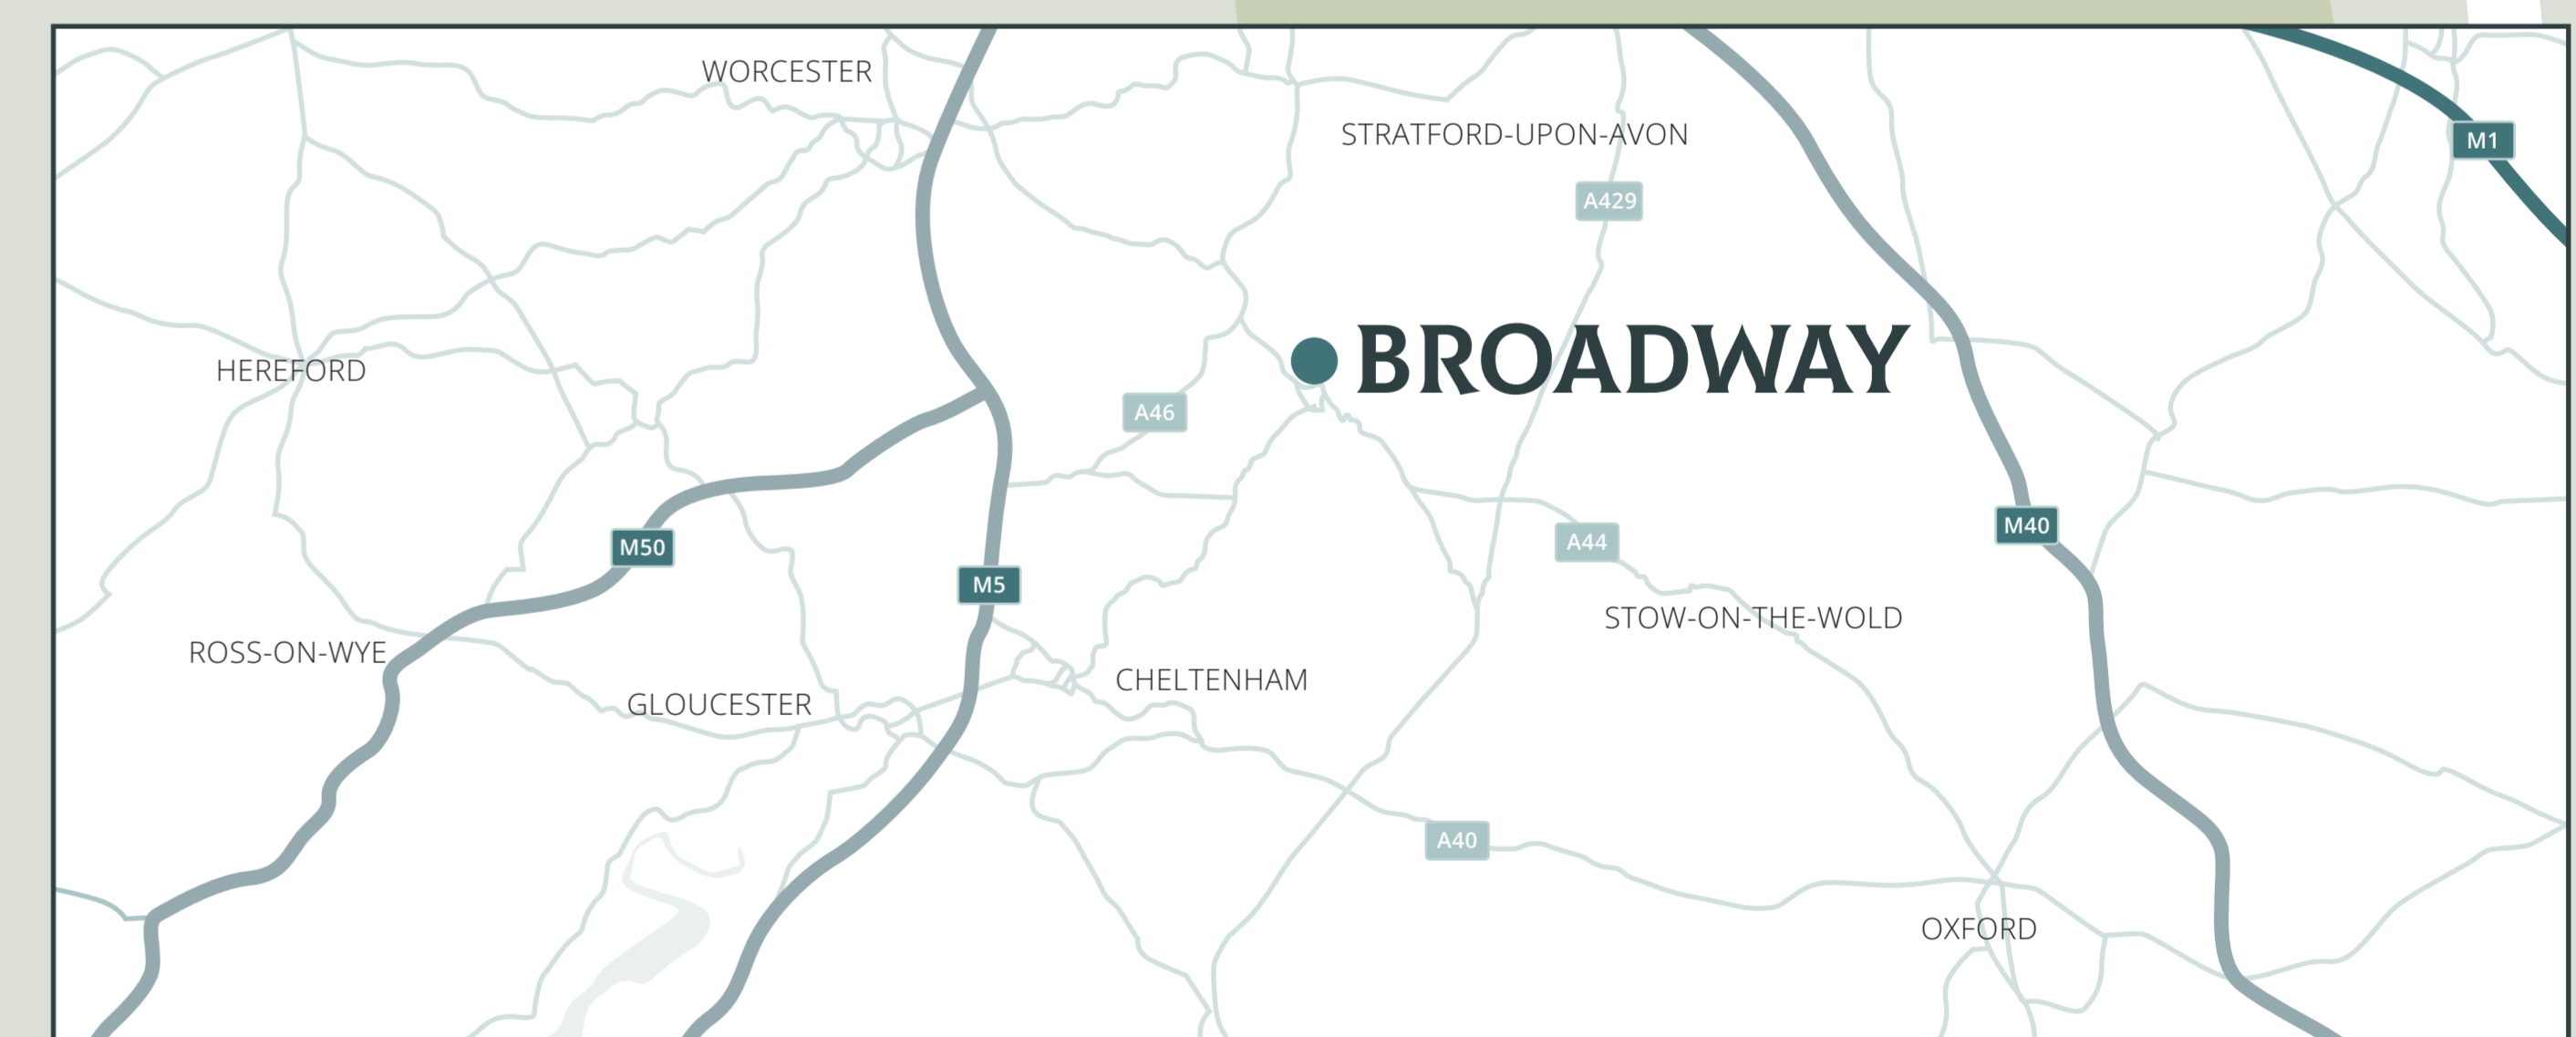 WORCESTER
STRATFORD-UPON-AVON
M1
A429
BROADWAY
HEREFORD
A46
M40
A44
M50
M5
STOW-ON-THE-WOLD
ROSS-ON-WYE
CHELTENHAM
GLOUCESTER
A40
OXFORD